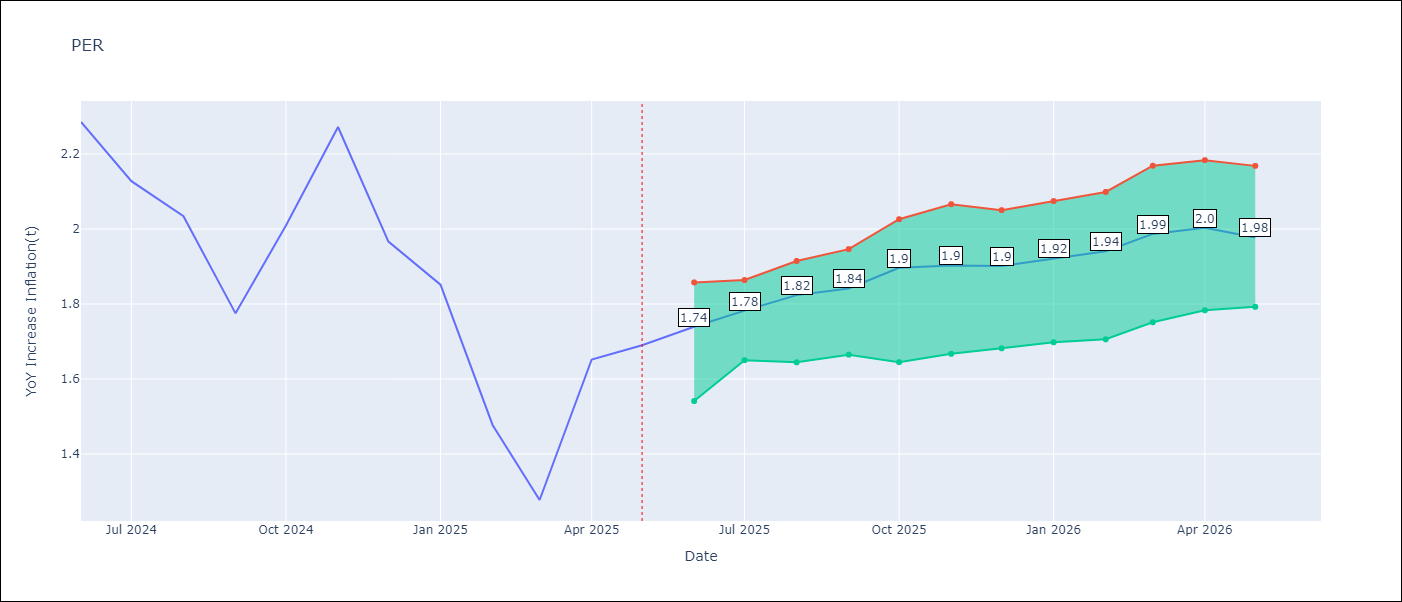 PER
YoY Increase Inflation(t)
2.2
2
1.8
1.6
1.4
1.74
1.78
1.82
1.84
1.9
1.9
1.9
1.92
1.94
1.99
2.0
1.98
Jul 2024
Oct 2024
Jan 2025
Apr 2025
Jul 2025
Oct 2025
Jan 2026
Apr 2026
Date